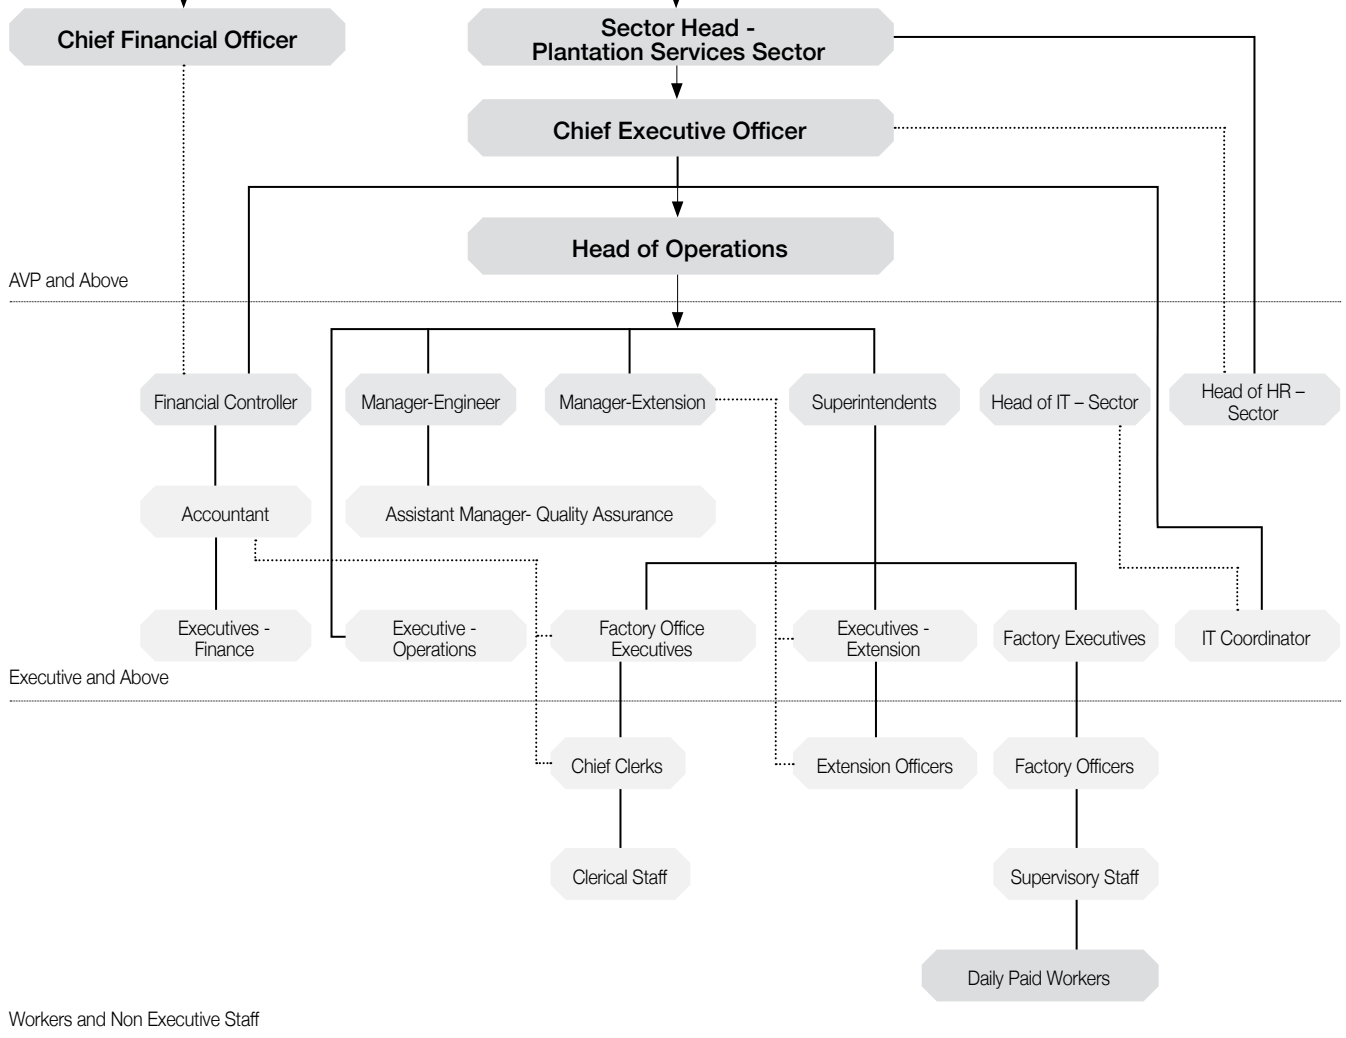 Chief Financial Officer
Sector Head -
Plantation Services Sector
Chief Executive Officer
Head of Operations
AVP and Above
Financial Controller
Manager-Engineer
Manager-Extension
Superintendents
Head of IT – Sector
Head of HR –
Sector
Accountant
Assistant Manager- Quality Assurance
Executives -
Finance
Executive -
Operations
Factory Office
Executives
Executives -
Extension
Factory Executives
IT Coordinator
Executive and Above
Chief Clerks
Extension Officers
Factory Officers
Clerical Staff
Supervisory Staff
Daily Paid Workers
Workers and Non Executive Staff